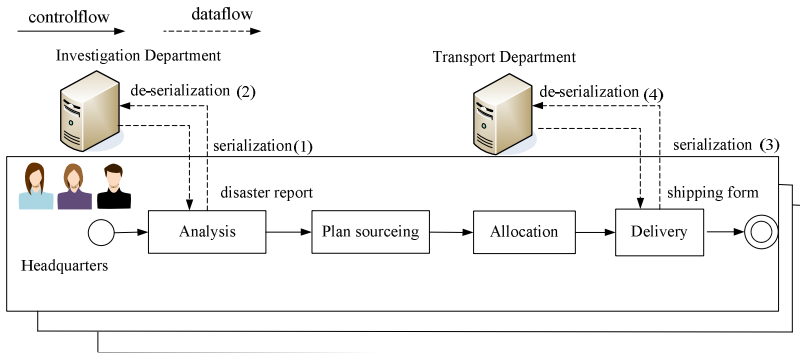 controlflow
dataflow
Investigation Department
Transport Department
de-serialization (2)
de-serialization (4)
serialization(1)
serialization (3)
disaster report
shipping form
Analysis
Plan sourceing
Allocation
Delivery
Headquarters